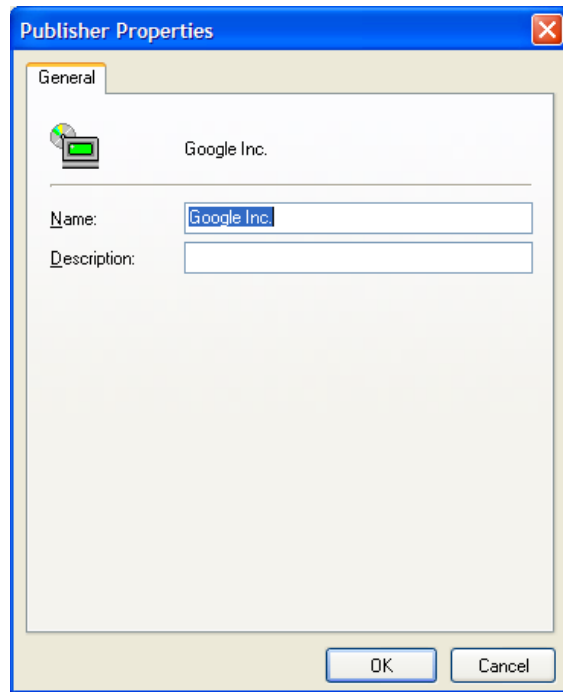 Publisher Properties
General
Google Inc.
Name: Google Inc.
Description:
OK Cancel